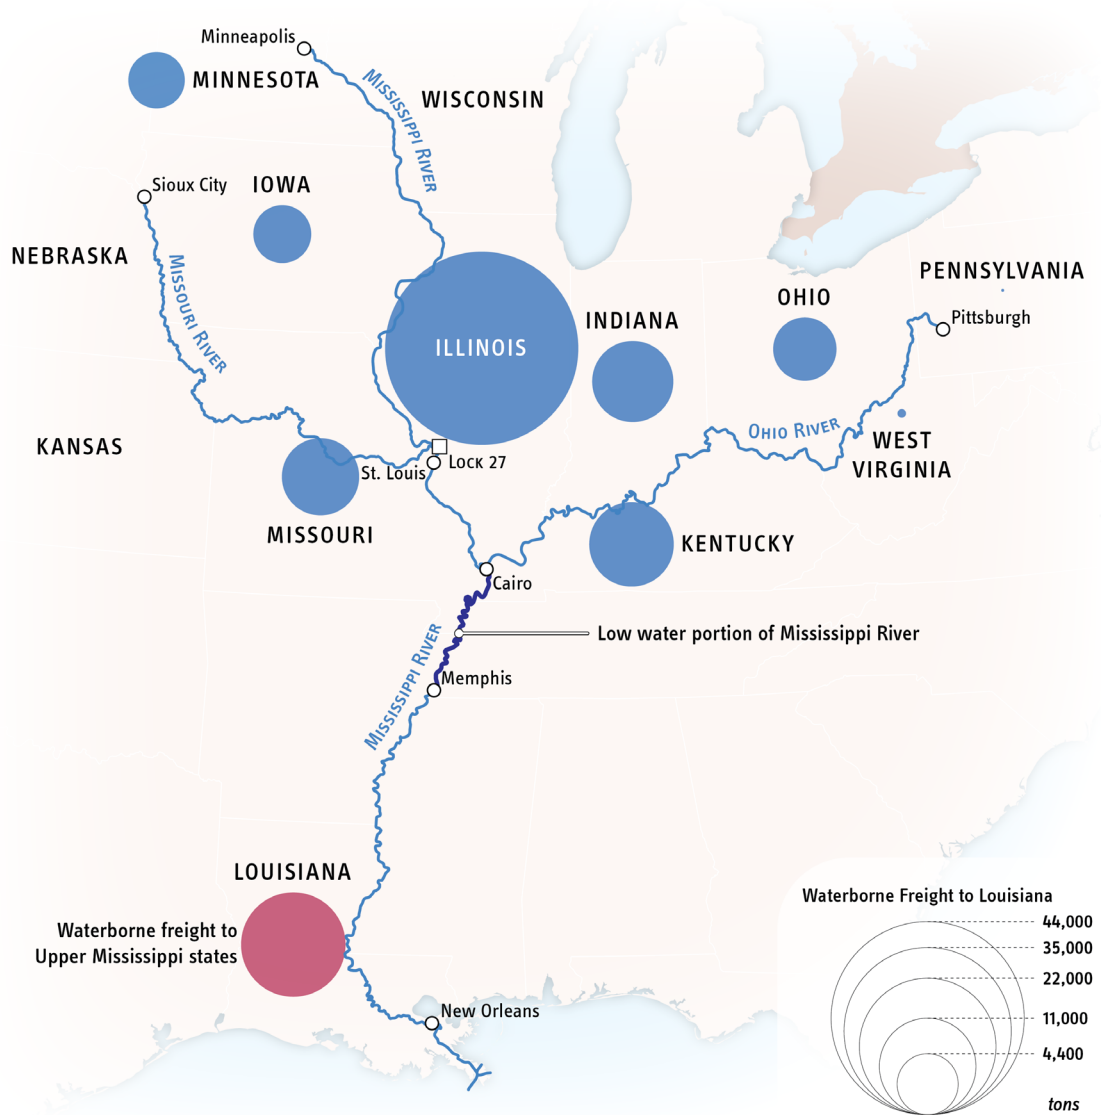 Minneapolis
MINNESOTA
MISSISSIPPI RIVER
WISCONSIN
Sioux City
IOWA
NEBRASKA
MISSOURI RIVER
PENNSYLVANIA
OHIO
Pittsburgh
INDIANA
ILLINOIS
OHIO RIVER
KANSAS
WEST
VIRGINIA
St. Louis
LOCK 27
MISSOURI
KENTUCKY
Cairo
Low water portion of Mississippi River
MISSISSIPPI RIVER
Memphis
LOUISIANA
Waterborne freight to
Upper Mississippi states
New Orleans
Waterborne Freight to Louisiana
44,000
35,000
22,000
11,000
4,400
tons